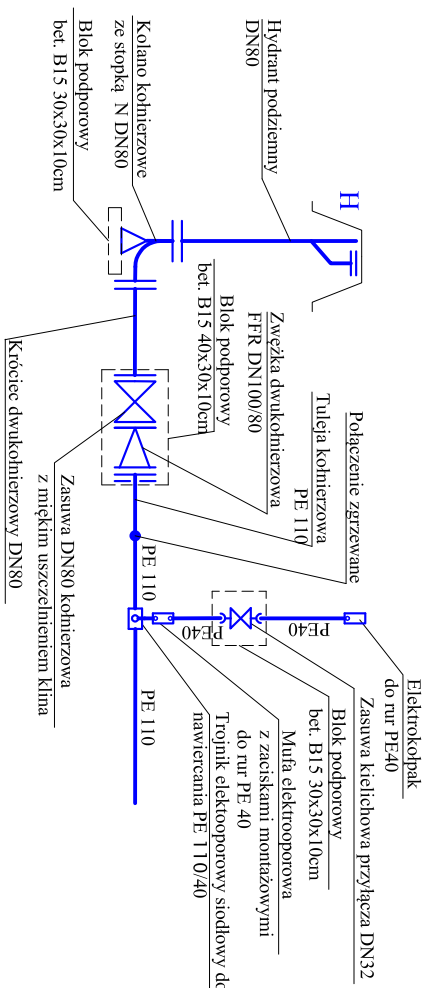 H
Hydrant podziemny
DN80
Kolano kołnierzowe
ze stopką N DN80
Blok podporowy
bet. B15 30x30x10cm
Połączenie zgrzewane
Tuleja kołnierzowa
PE 110
Zwężka dwukołnierzowa
FFR DN100/80
Blok podporowy
bet. B15 40x30x10cm
Elektrokołpak
do rur PE40
Zasuwa kielichowa przyłącza DN32
Blok podporowy
bet. B15 30x30x10cm
Mufa elektrooporowa
z zaciskami montażowymi
do rur PE 40
Trojnik elektooporowy siodłowy do
nawiercania PE 110/40
PE40
PE40
PE 110
PE 110
Zasuwa DN80 kołnierzowa
z miękim uszczelnieniem klina
Króciec dwukołnierzowy DN80